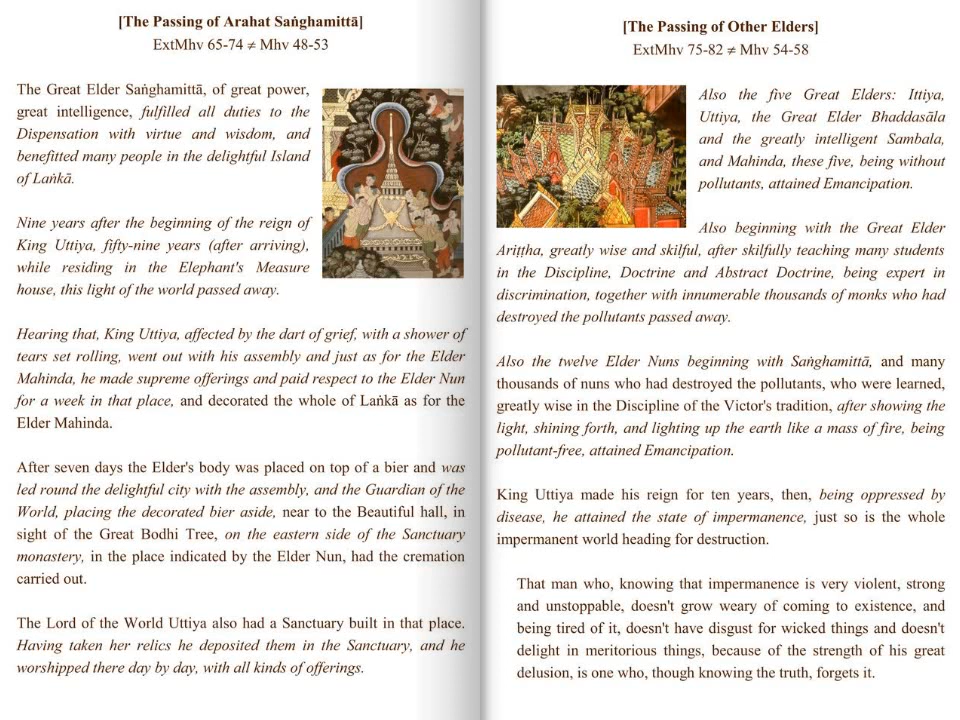 [The Passing of Arahat Saṅghamittā]
ExtMhv 65-74 ≠ Mhv 48-53
The Great Elder Saṅghamittā, of great power,
great intelligence, fulfilled all duties to the
Dispensation with virtue and wisdom, and
benefitted many people in the delightful Island
of Laṅkā.
Nine years after the beginning of the reign of
King Uttiya, fifty-nine years (after arriving),
while residing in the Elephant's Measure
house, this light of the world passed away.
Hearing that, King Uttiya, affected by the dart of grief, with a shower of
tears set rolling, went out with his assembly and just as for the Elder
Mahinda, he made supreme offerings and paid respect to the Elder Nun
for a week in that place, and decorated the whole of Laṅkā as for the
Elder Mahinda.
After seven days the Elder's body was placed on top of a bier and was
led round the delightful city with the assembly, and the Guardian of the
World, placing the decorated bier aside, near to the Beautiful hall, in
sight of the Great Bodhi Tree, on the eastern side of the Sanctuary
monastery, in the place indicated by the Elder Nun, had the cremation
carried out.
The Lord of the World Uttiya also had a Sanctuary built in that place.
Having taken her relics he deposited them in the Sanctuary, and he
worshipped there day by day, with all kinds of offerings.
[The Passing of Other Elders]
ExtMhv 75-82 ≠ Mhv 54-58
Also the five Great Elders: Ittiya,
Uttiya, the Great Elder Bhaddasāla
and the greatly intelligent Sambala,
and Mahinda, these five, being without
pollutants, attained Emancipation.
Also beginning with the Great Elder
Ariṭṭha, greatly wise and skilful, after skilfully teaching many students
in the Discipline, Doctrine and Abstract Doctrine, being expert in
discrimination, together with innumerable thousands of monks who had
destroyed the pollutants passed away.
Also the twelve Elder Nuns beginning with Saṅghamittā, and many
thousands of nuns who had destroyed the pollutants, who were learned,
greatly wise in the Discipline of the Victor's tradition, after showing the
light, shining forth, and lighting up the earth like a mass of fire, being
pollutant-free, attained Emancipation.
King Uttiya made his reign for ten years, then, being oppressed by
disease, he attained the state of impermanence, just so is the whole
impermanent world heading for destruction.
That man who, knowing that impermanence is very violent, strong
and unstoppable, doesn't grow weary of coming to existence, and
being tired of it, doesn't have disgust for wicked things and doesn't
delight in meritorious things, because of the strength of his great
delusion, is one who, though knowing the truth, forgets it.